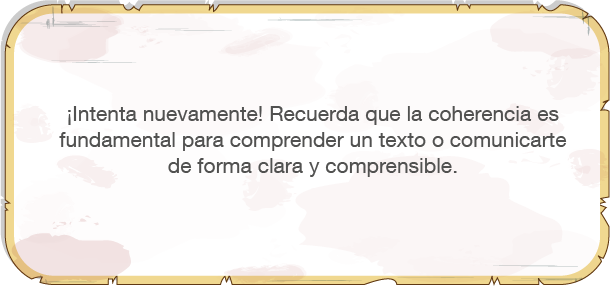 ¡Intenta nuevamente! Recuerda que la coherencia es
fundamental para comprender un texto o comunicarte
de forma clara y comprensible.